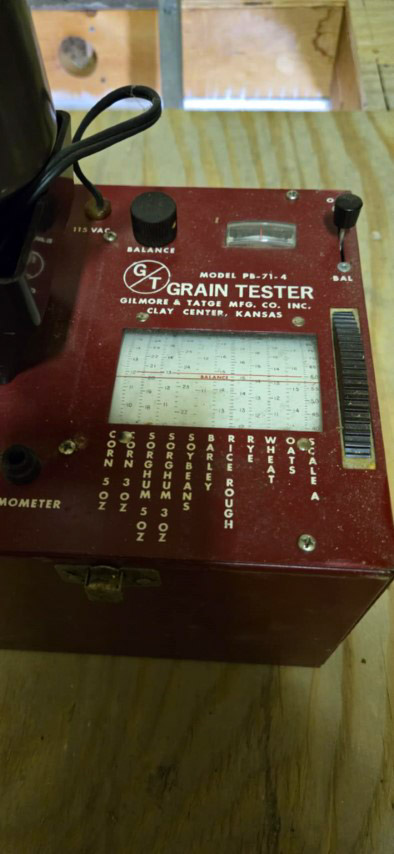 115 VAC
BALANCE
BAL
G/T
MODEL PB-71-4
GRAIN TESTER
GILMORE & TATGE MFG. CO. INC.
CLAY CENTER, KANSAS
BALANCE
CORN 5 OZ
CORN 3 OZ
SORGHUM 5 OZ
SORGHUM 3 OZ
SOYBEANS
BARLEY
RICE ROUGH
RYE
WHEAT
OATS
SCALE A
MOMETER